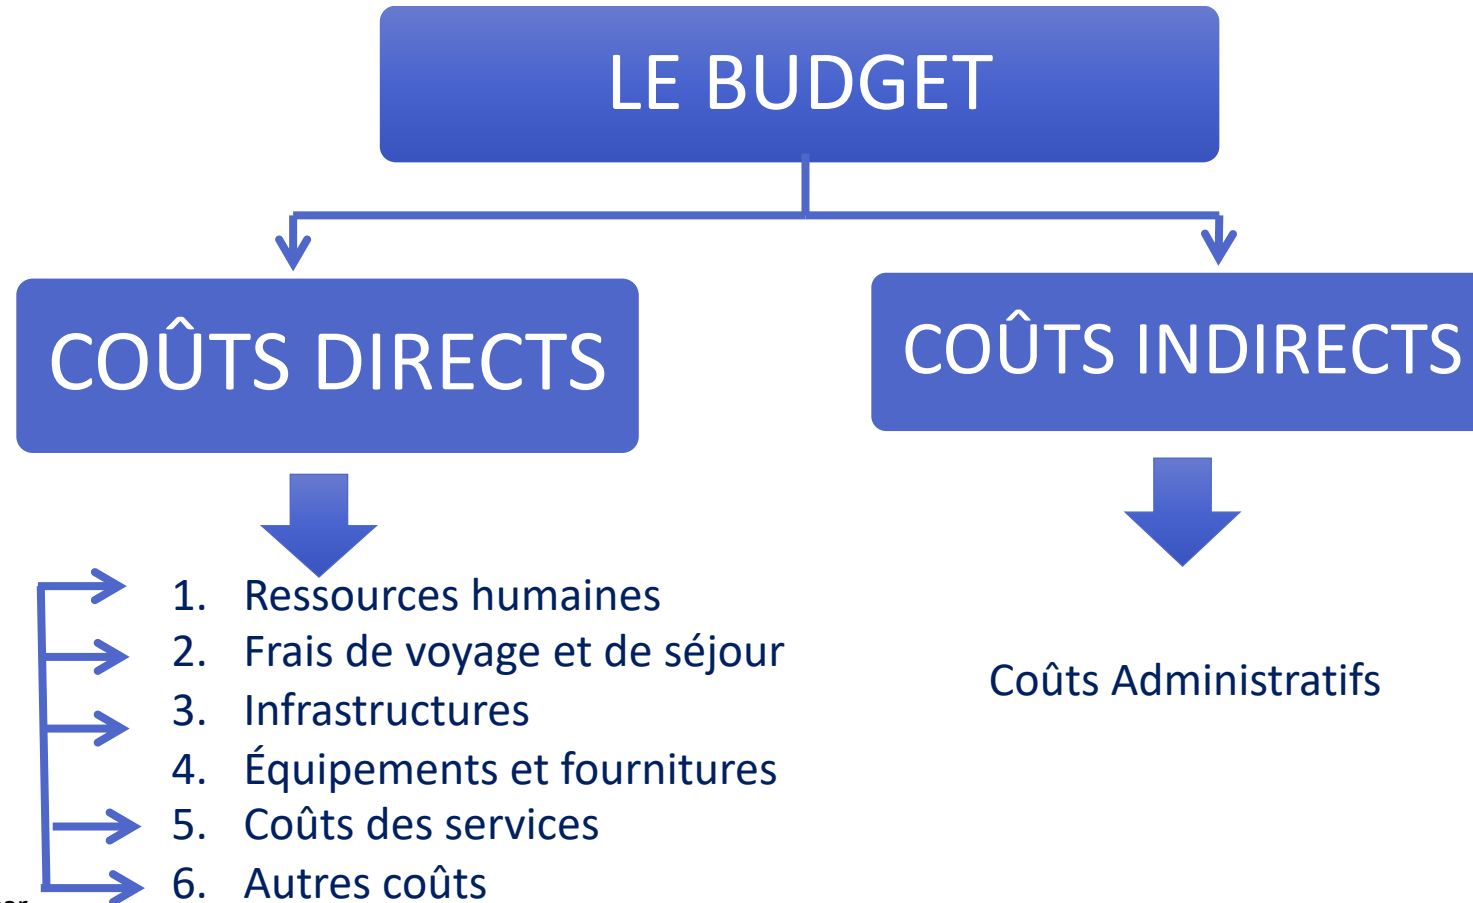 LE BUDGET
COÛTS DIRECTS
COÛTS INDIRECTS
1. Ressources humaines
2. Frais de voyage et de séjour
3. Infrastructures
4. Équipements et fournitures
5. Coûts des services
6. Autres coûts
Coûts Administratifs